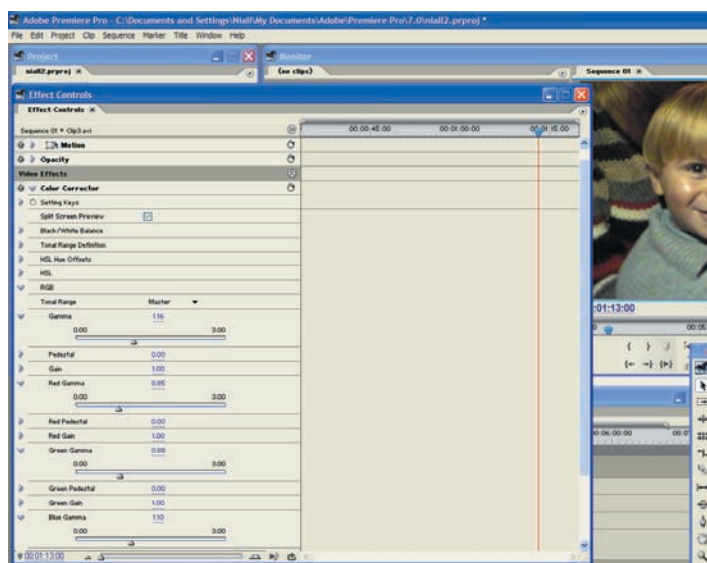 Adobe Premiere Pro - C:\Documents and Settings\Niall\My Documents\Adobe\Premiere Pro\7.0\niall2.prproj *
File Edit Project Clip Sequence Marker Title Window Help
Project
Monitor
niall2.prproj ×
(no clips)
Sequence 01 ×
Effect Controls
Effect Controls ×
Sequence 01 * Clip3.avi
00:00:45:00 00:01:00:00 00:01:15:00
Motion
Opacity
Video Effects
Color Corrector
Setting Keys
Split Screen Preview
Black/White Balance
Tonal Range Definition
HSL Hue Offsets
HSL
RGB
Tonal Range Master
Gamma 1.16
0.00 3.00
Pedestal 0.00
Gain 1.00
Red Gamma 0.85
0.00 3.00
Red Pedestal 0.00
Red Gain 1.00
Green Gamma 0.88
0.00 3.00
Green Pedestal 0.00
Green Gain 1.00
Blue Gamma 1.10
0.00 3.00
00:01:13:00
:01:13:00
00:05
00:06:00:00